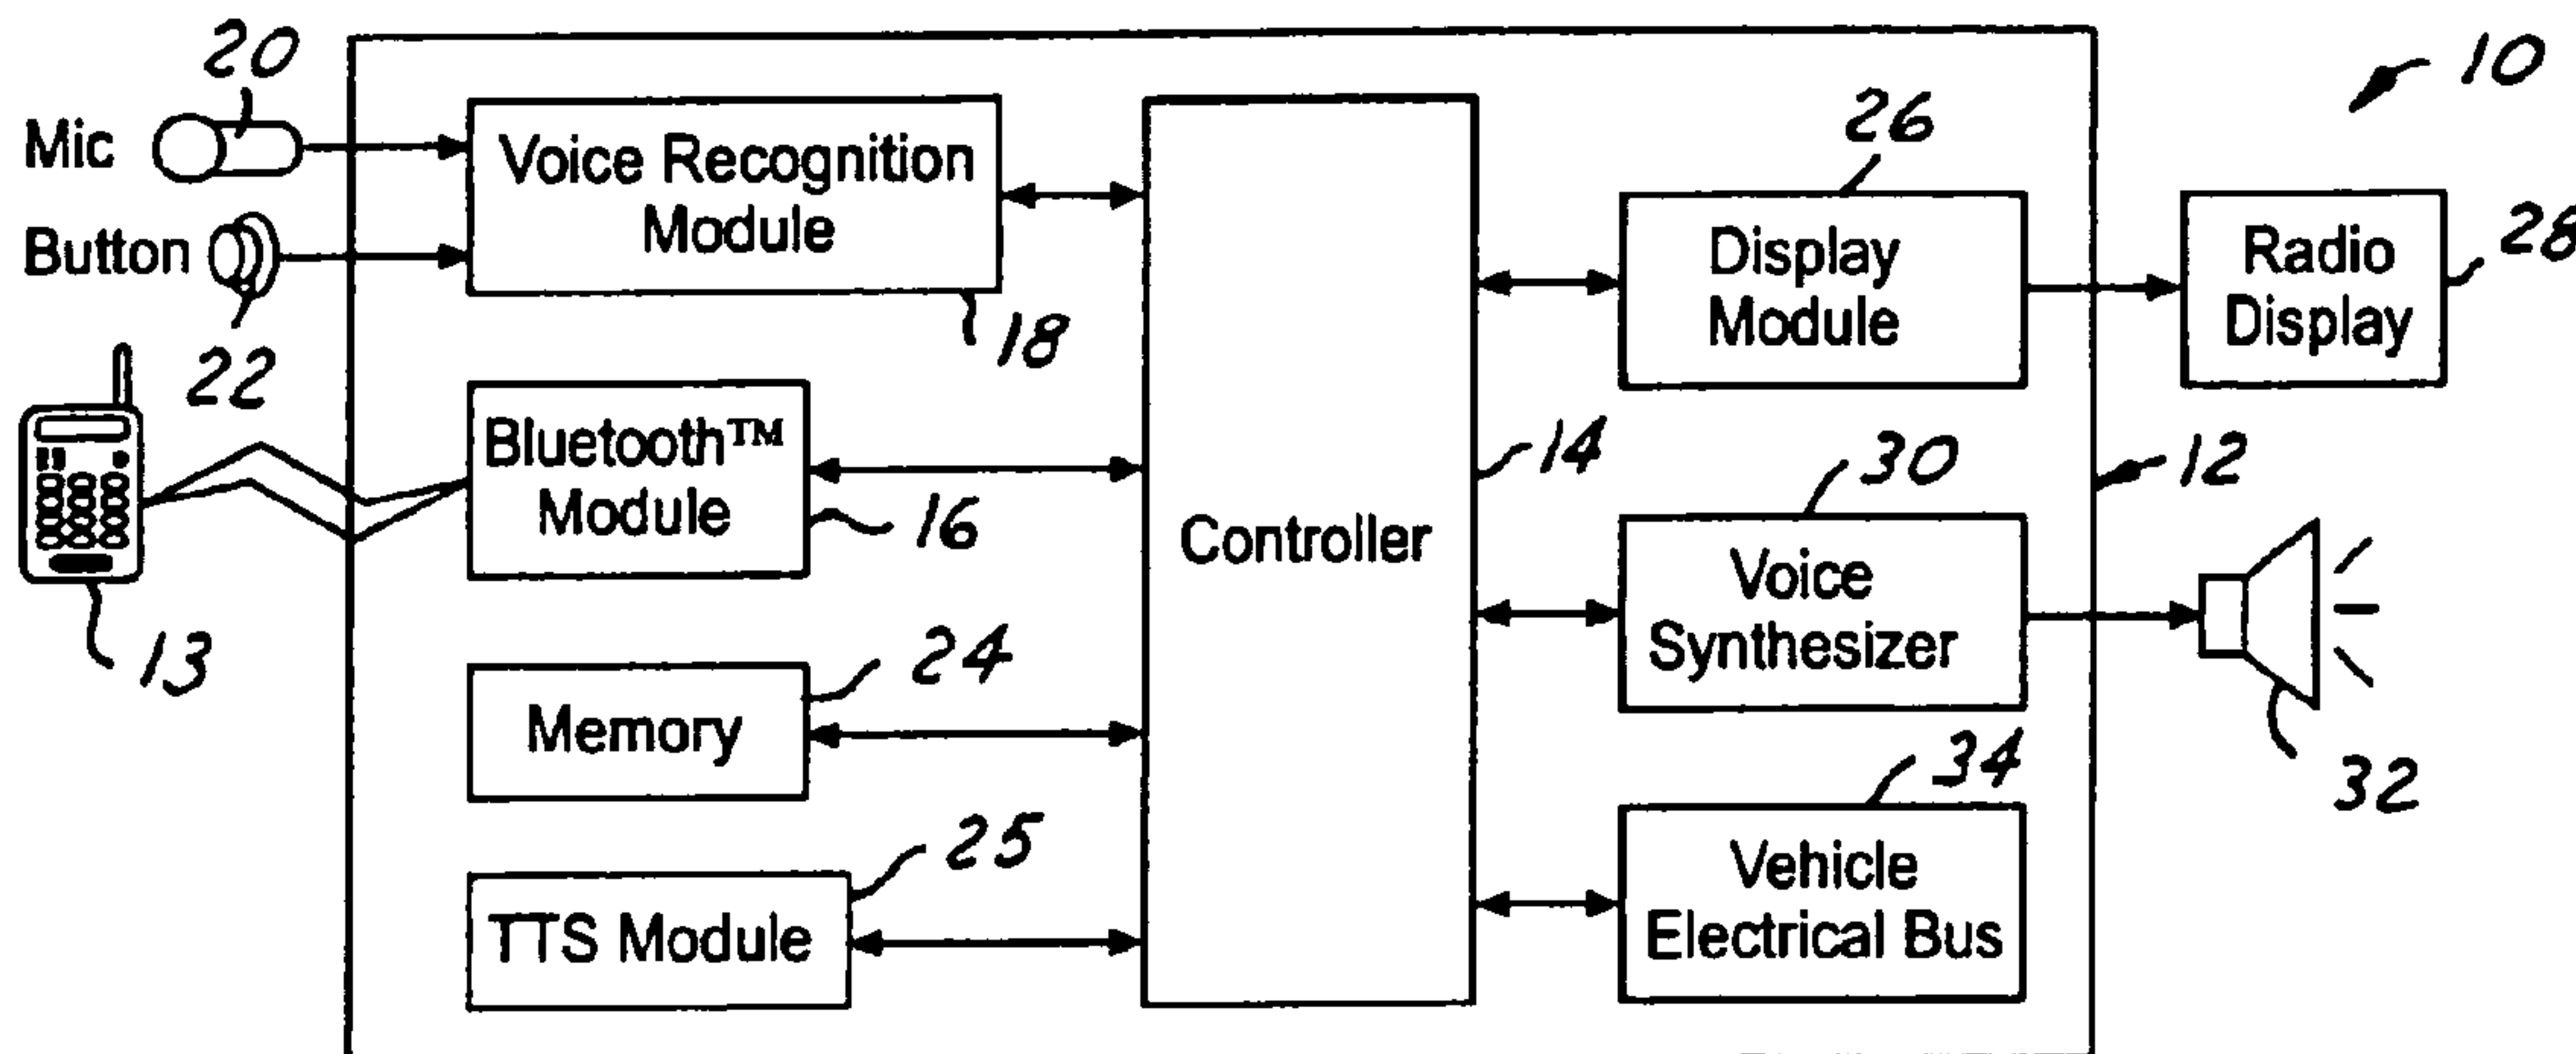 20
10
Mic
Voice Recognition
Module
26
Button
Display
Module
Radio
Display
28
22
18
Bluetooth™
Module
16
14
30
12
Controller
Voice
Synthesizer
13
24
Memory
32
34
25
TTS Module
Vehicle
Electrical Bus